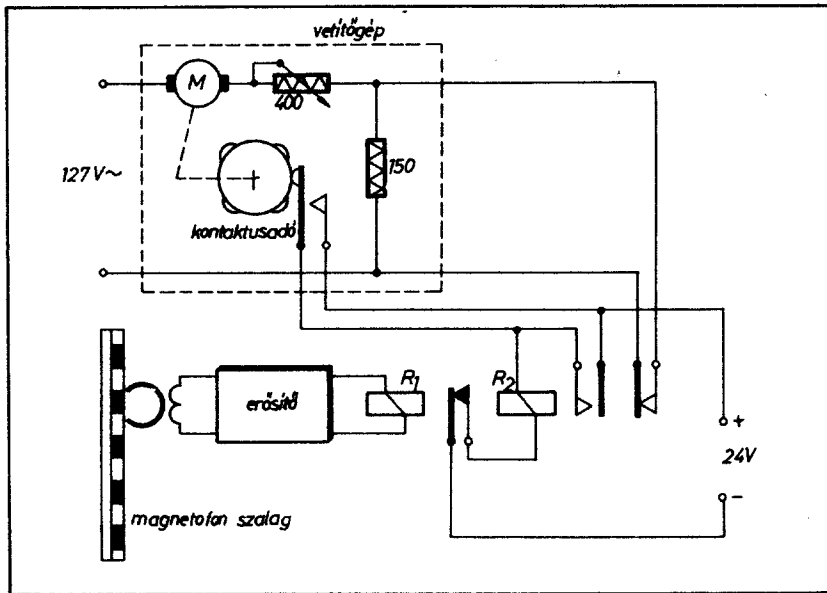 vetítőgép
M
400
127V~
150
kontaktusadó
R1
R2
erősítő
+
24V
-
magnetofon szalag